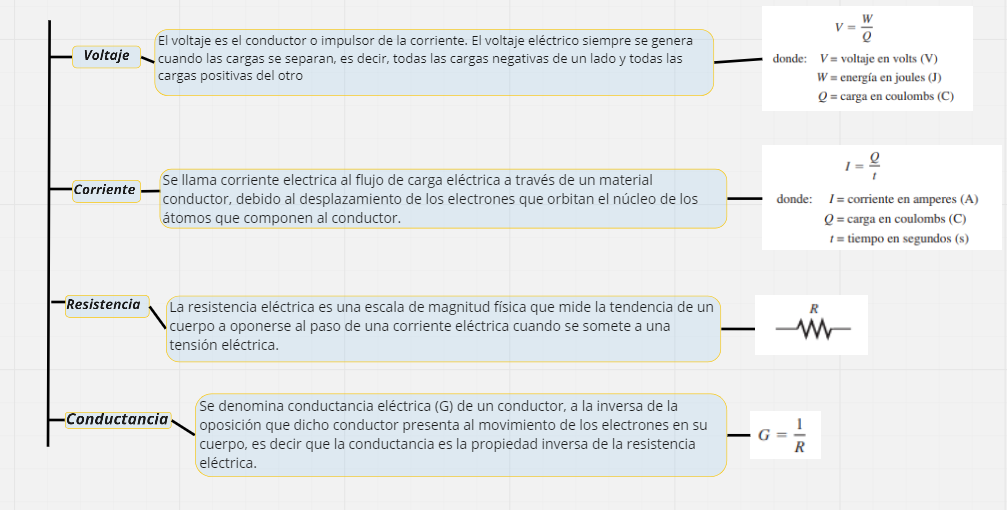 Voltaje
El voltaje es el conductor o impulsor de la corriente. El voltaje eléctrico siempre se genera
cuando las cargas se separan, es decir, todas las cargas negativas de un lado y todas las
cargas positivas del otro
V = W/Q
donde: V = voltaje en volts (V)
W = energía en joules (J)
Q = carga en coulombs (C)
Corriente
Se llama corriente electrica al flujo de carga eléctrica a través de un material
conductor, debido al desplazamiento de los electrones que orbitan el núcleo de los
átomos que componen al conductor.
I = Q/t
donde: I = corriente en amperes (A)
Q = carga en coulombs (C)
t = tiempo en segundos (s)
Resistencia
La resistencia eléctrica es una escala de magnitud física que mide la tendencia de un
cuerpo a oponerse al paso de una corriente eléctrica cuando se somete a una
tensión eléctrica.
R
Conductancia
Se denomina conductancia eléctrica (G) de un conductor, a la inversa de la
oposición que dicho conductor presenta al movimiento de los electrones en su
cuerpo, es decir que la conductancia es la propiedad inversa de la resistencia
eléctrica.
G = 1/R